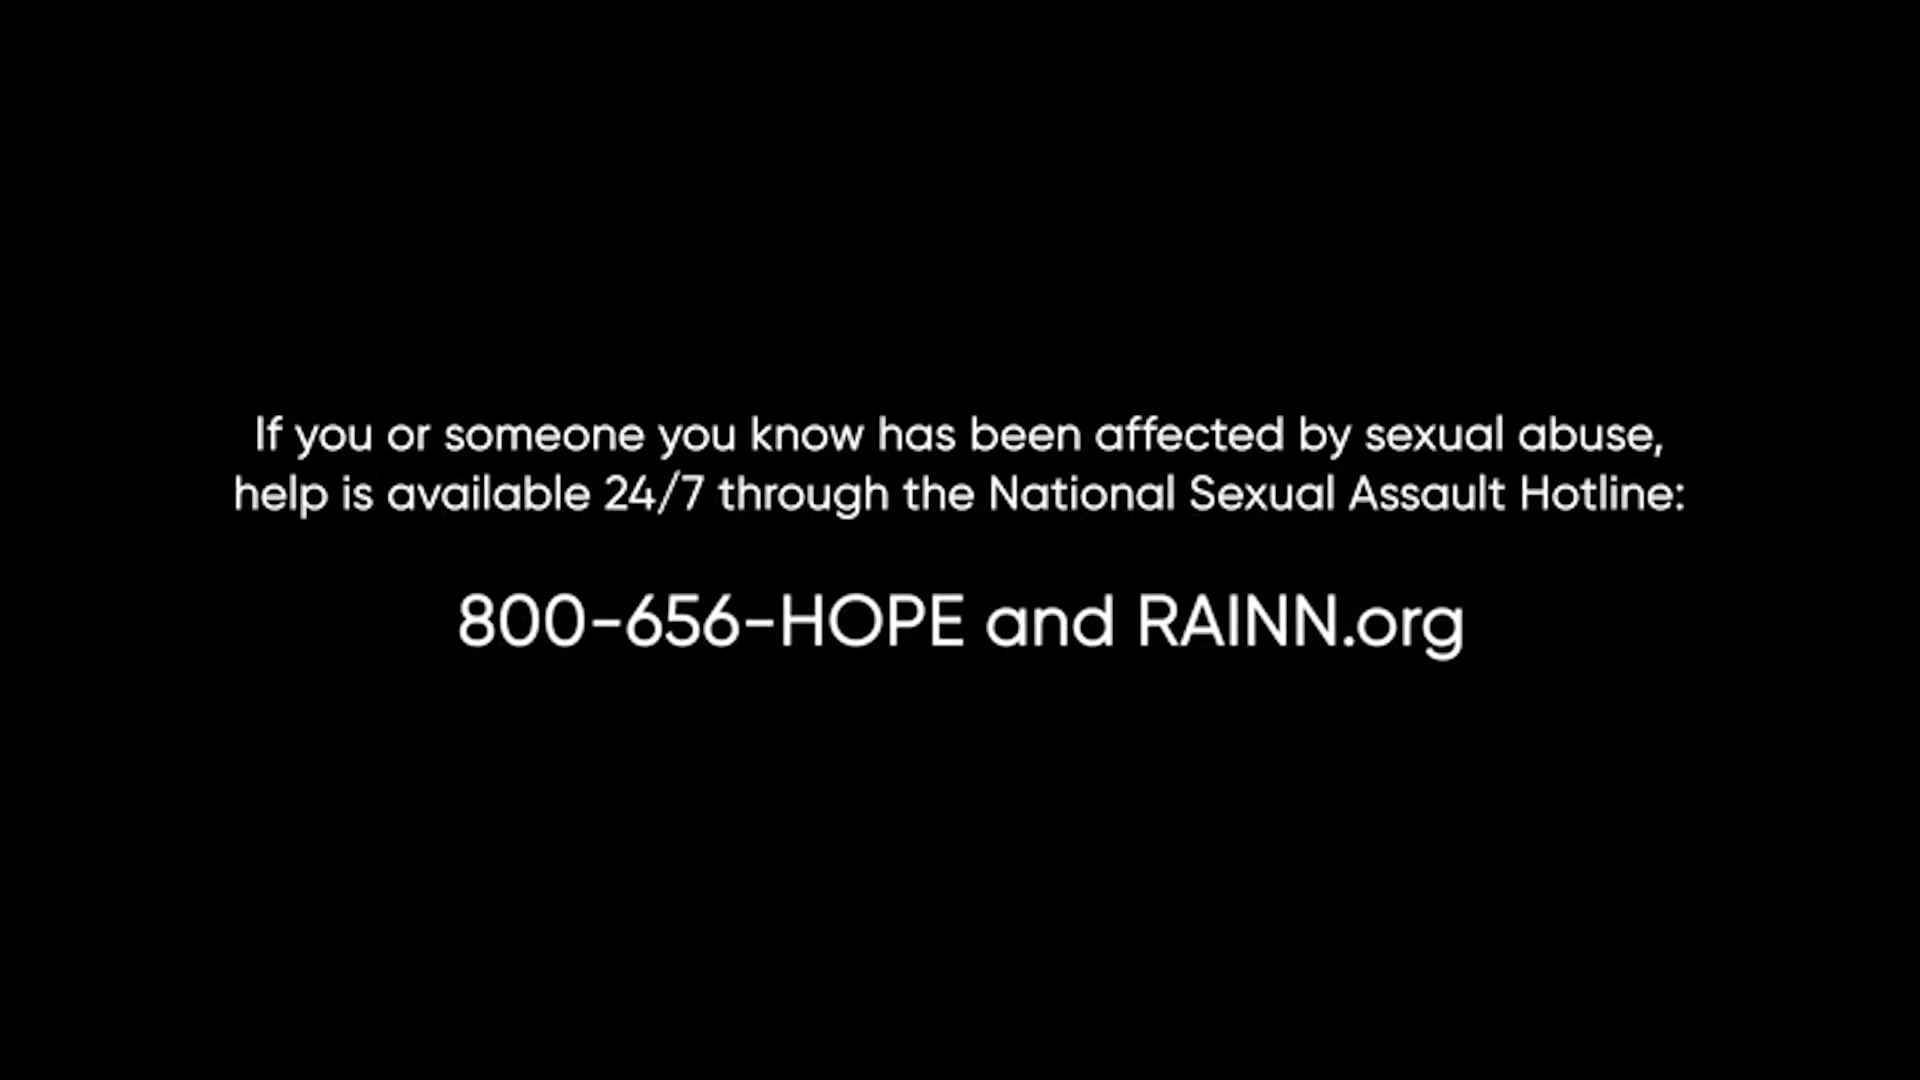 If you or someone you know has been affected by sexual abuse,
help is available 24/7 through the National Sexual Assault Hotline:
800-656-HOPE and RAINN.org